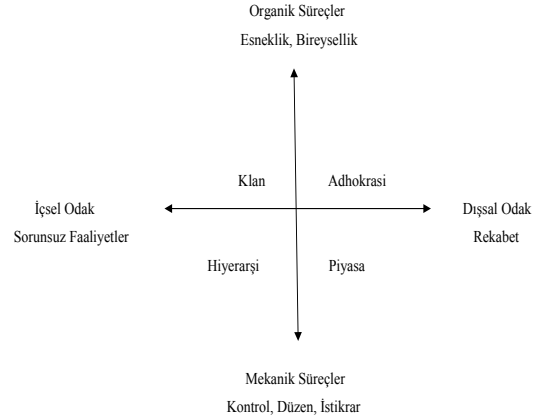 Organik Süreçler
Esneklik, Bireysellik
Klan Adhokrasi
İçsel Odak Dışsal Odak
Sorunsuz Faaliyetler Rekabet
Hiyerarşi Piyasa
Mekanik Süreçler
Kontrol, Düzen, İstikrar